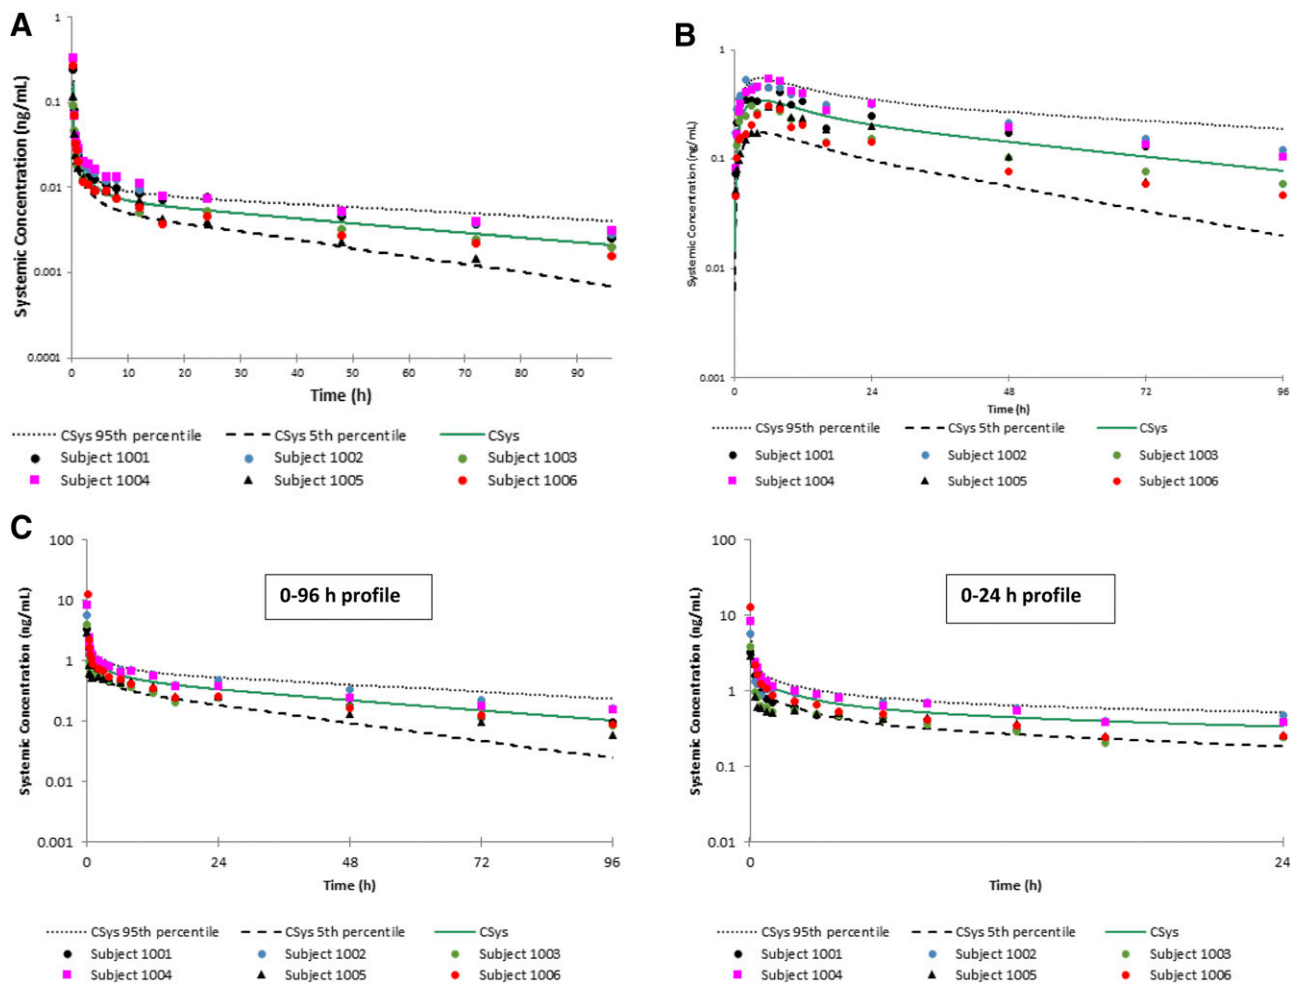 A
Systemic Concentration (ng/mL)
1
0.1
0.01
0.001
0.0001
0 10 20 30 40 50 60 70 80 90
Time (h)
CSys 95th percentile CSys 5th percentile CSys
Subject 1001 Subject 1002 Subject 1003
Subject 1004 Subject 1005 Subject 1006
B
Systemic Concentration (ng/mL)
1
0.1
0.01
0.001
0 24 48 72 96
Time (h)
CSys 95th percentile CSys 5th percentile CSys
Subject 1001 Subject 1002 Subject 1003
Subject 1004 Subject 1005 Subject 1006
C
Systemic Concentration (ng/mL)
100
10
1
0.1
0.01
0.001
0-96 h profile
0 24 48 72 96
Time (h)
CSys 95th percentile CSys 5th percentile CSys
Subject 1001 Subject 1002 Subject 1003
Subject 1004 Subject 1005 Subject 1006
Systemic Concentration (ng/mL)
100
10
1
0.1
0.01
0-24 h profile
0 24
Time (h)
CSys 95th percentile CSys 5th percentile CSys
Subject 1001 Subject 1002 Subject 1003
Subject 1004 Subject 1005 Subject 1006